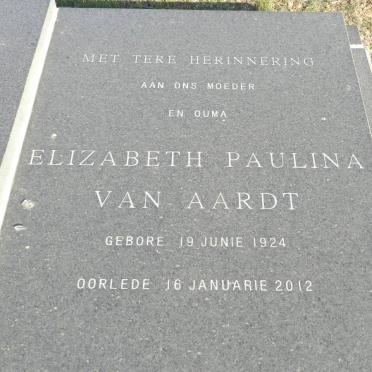 MET TERE HERINNERING
AAN ONS MOEDER
EN OUMA
ELIZABETH PAULINA
VAN AARDT
GEBORE 19 JUNIE 1924
OORLEDE 16 JANUARIE 2012